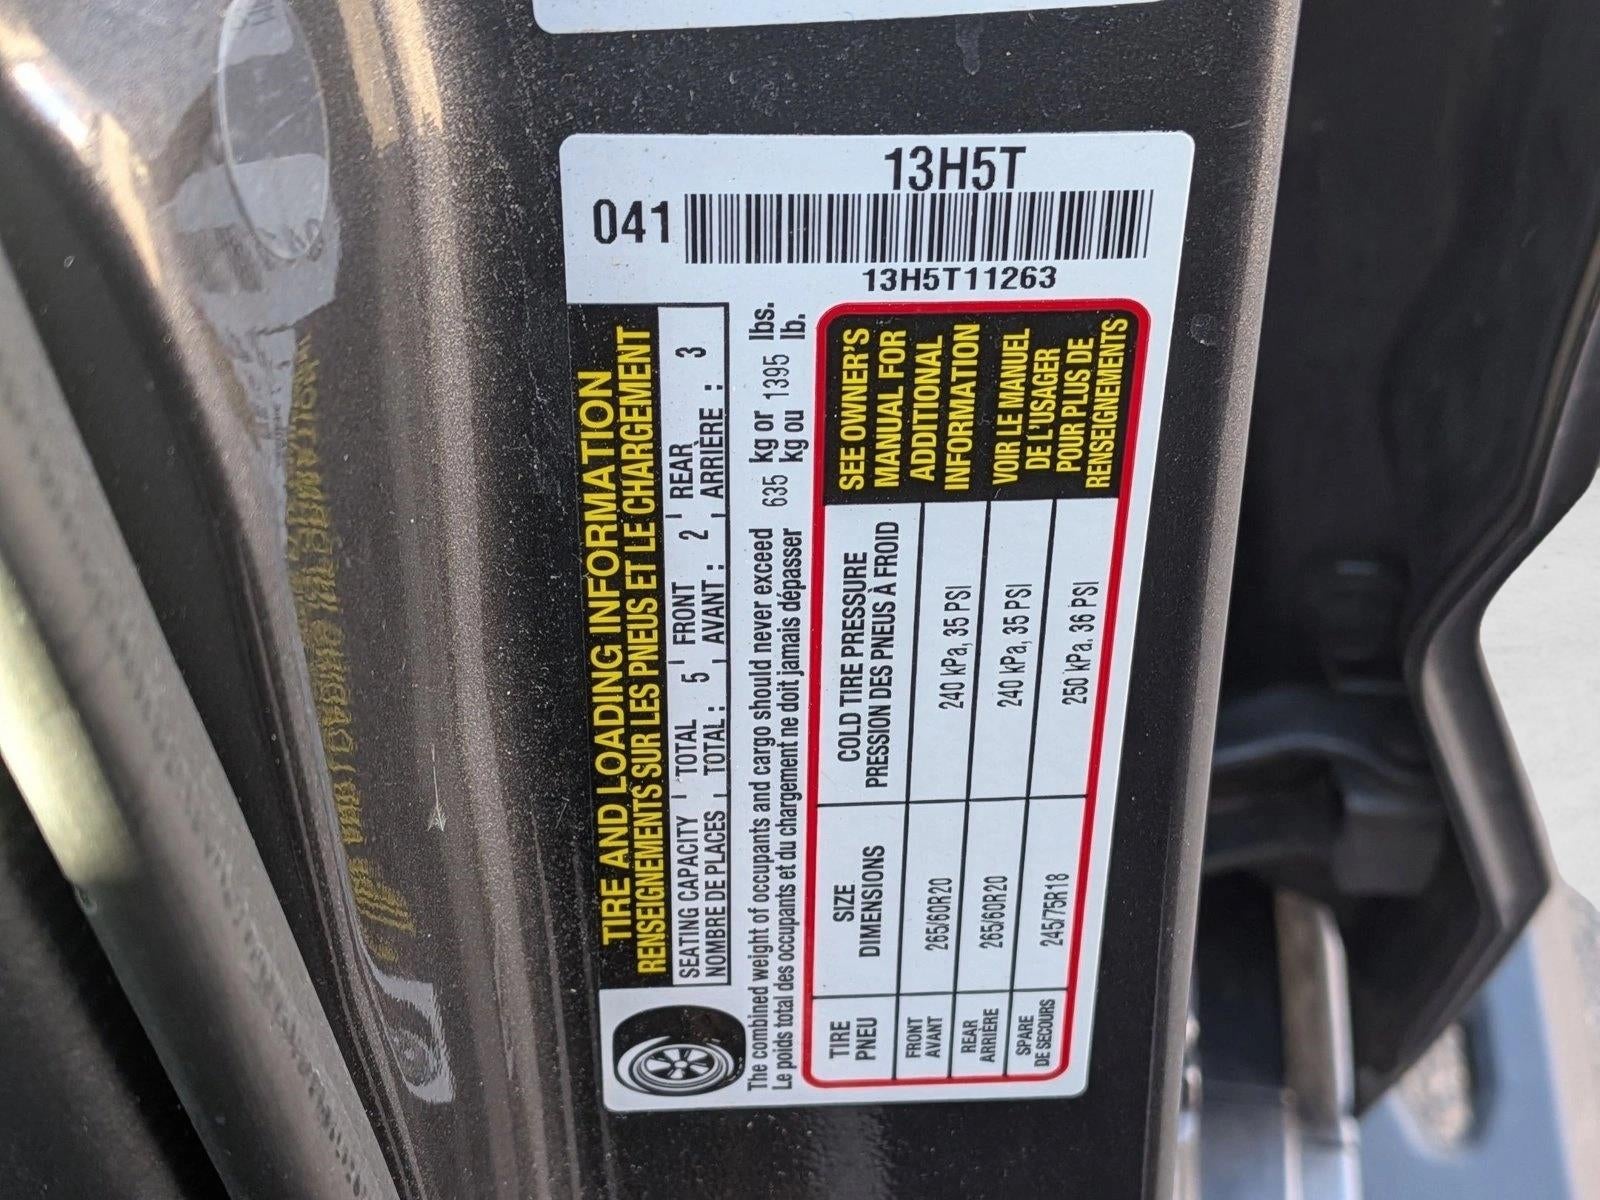 13H5T
041
13H5T11263
TIRE AND LOADING INFORMATION
RENSEIGNEMENTS SUR LES PNEUS ET LE CHARGEMENT
SEATING CAPACITY TOTAL 5 FRONT 2 REAR 3
NOMBRE DE PLACES TOTAL : AVANT : ARRIÈRE :
The combined weight of occupants and cargo should never exceed 635 kg or 1395 lbs.
Le poids total des occupants et du chargement ne doit jamais dépasser kg ou lb.
TIRE SIZE COLD TIRE PRESSURE
PNEU DIMENSIONS PRESSION DES PNEUS À FROID
FRONT
AVANT 265/60R20 240 kPa, 35 PSI
REAR
ARRIÈRE 265/60R20 240 kPa, 35 PSI
SPARE
DE SECOURS 245/75R18 250 kPa, 36 PSI
SEE OWNER'S
MANUAL FOR
ADDITIONAL
INFORMATION
VOIR LE MANUEL
DE L'USAGER
POUR PLUS DE
RENSEIGNEMENTS